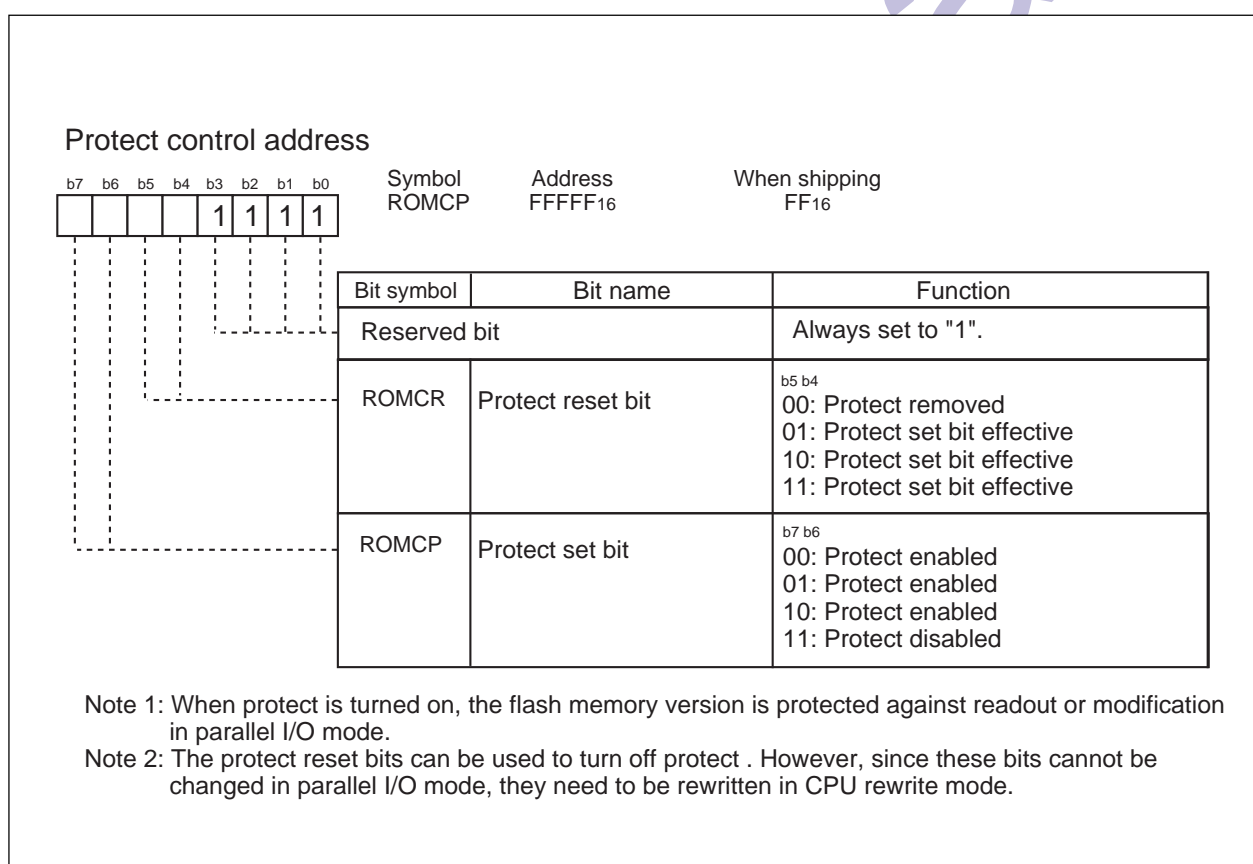 Protect control address
b7 b6 b5 b4 b3 b2 b1 b0
1 1 1 1
Symbol Address When shipping
ROMCP FFFFF16 FF16
Bit symbol Bit name Function
Reserved bit Always set to "1".
ROMCR Protect reset bit
b5 b4
00: Protect removed
01: Protect set bit effective
10: Protect set bit effective
11: Protect set bit effective
ROMCP Protect set bit
b7 b6
00: Protect enabled
01: Protect enabled
10: Protect enabled
11: Protect disabled
Note 1: When protect is turned on, the flash memory version is protected against readout or modification
in parallel I/O mode.
Note 2: The protect reset bits can be used to turn off protect . However, since these bits cannot be
changed in parallel I/O mode, they need to be rewritten in CPU rewrite mode.